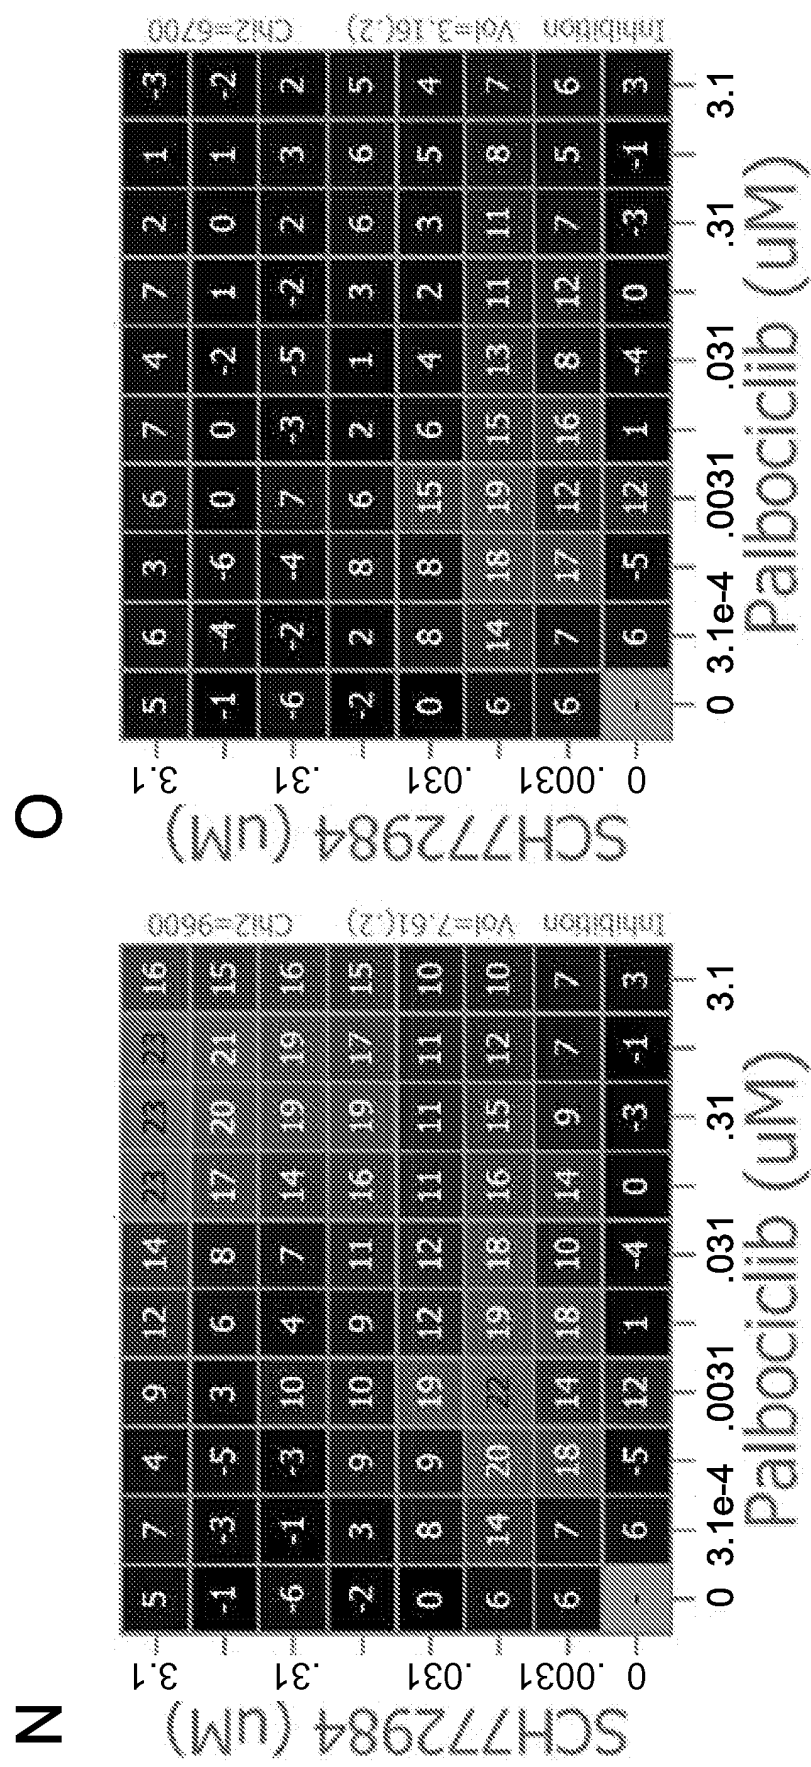 N
SCH772984 (uM)
3.1 5 7 4 9 12 14 23 23 23 16
-1 -3 -5 3 6 8 17 20 21 15
.31 -6 -1 -3 10 4 7 14 19 19 16
-2 3 9 10 9 11 16 19 17 15
.031 0 8 9 19 12 12 11 11 11 10
6 14 20 22 19 18 16 15 12 10
.0031 6 7 18 14 18 10 14 9 7 7
0 - 6 -5 12 1 -4 0 -3 -1 3
0 3.1e-4 .0031 .031 .31 3.1
Palbociclib (uM)
Inhibition Vol=7.61(.2) Chi2=9600
O
SCH772984 (uM)
3.1 5 6 3 6 7 4 7 2 1 -3
-1 -4 -6 0 0 -2 1 0 1 -2
.31 -6 -2 -4 7 -3 -5 -2 2 3 2
-2 2 8 6 2 1 3 6 6 5
.031 0 8 8 15 6 4 2 3 5 4
6 14 18 19 15 13 11 11 8 7
.0031 6 7 17 12 16 8 12 7 5 6
0 - 6 -5 12 1 -4 0 -3 -1 3
0 3.1e-4 .0031 .031 .31 3.1
Palbociclib (uM)
Inhibition Vol=3.16(.2) Chi2=6700